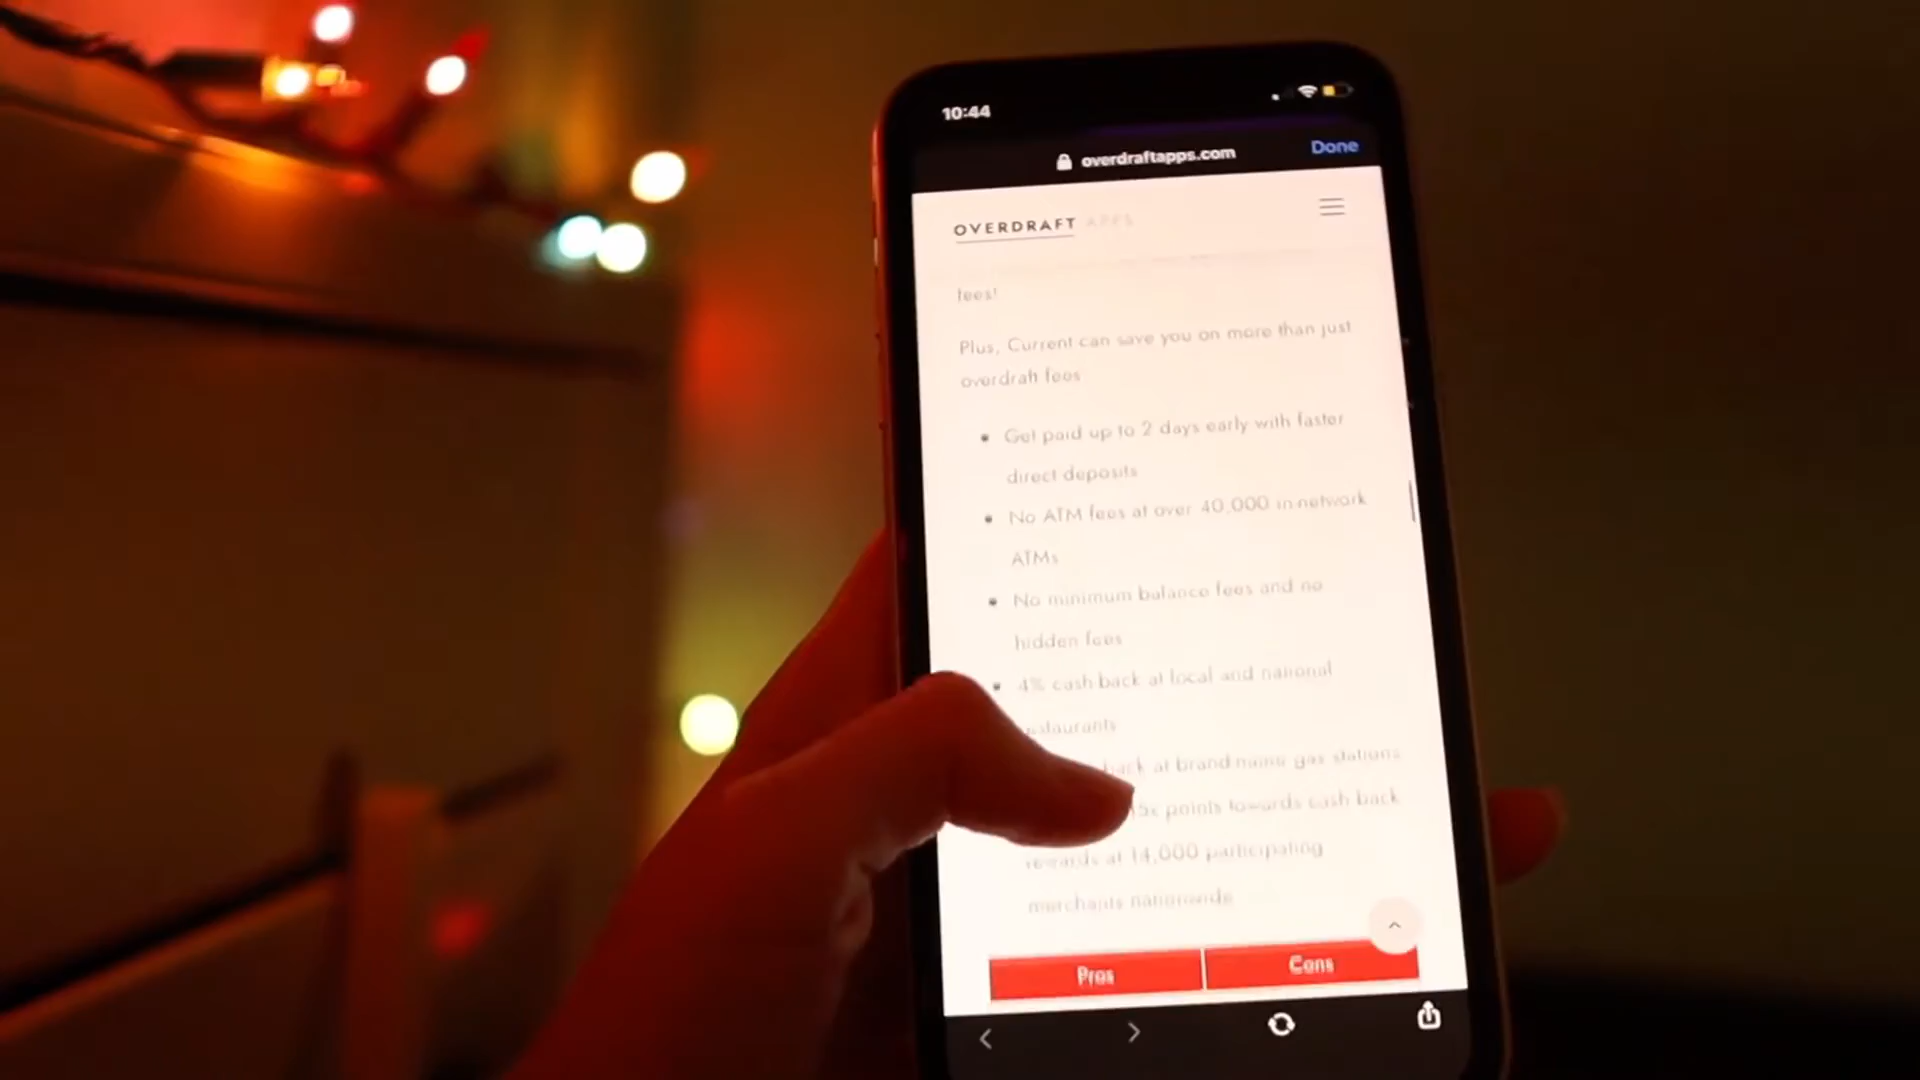 10:44
overdraftapps.com
Done
OVERDRAFT APPS
fees!
Plus, Current can save you on more than just
overdraft fees
Get paid up to 2 days early with faster
direct deposits
No ATM fees at over 40,000 in-network
ATMs
No minimum balance fees and no
hidden fees
4% cash back at local and national
back at brand name gas stations
points towards cash back
rewards at 14,000 participating
merchants nationwide
Pros
Cons